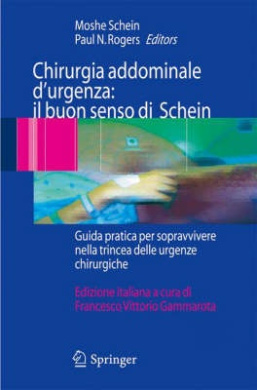 Moshe Schein
Paul N. Rogers Editors
Chirurgia addominale
d'urgenza:
il buon senso di Schein
Guida pratica per sopravvivere
nella trincea delle urgenze
chirurgiche
Edizione italiana a cura di
Francesco Vittorio Gammarota
Springer